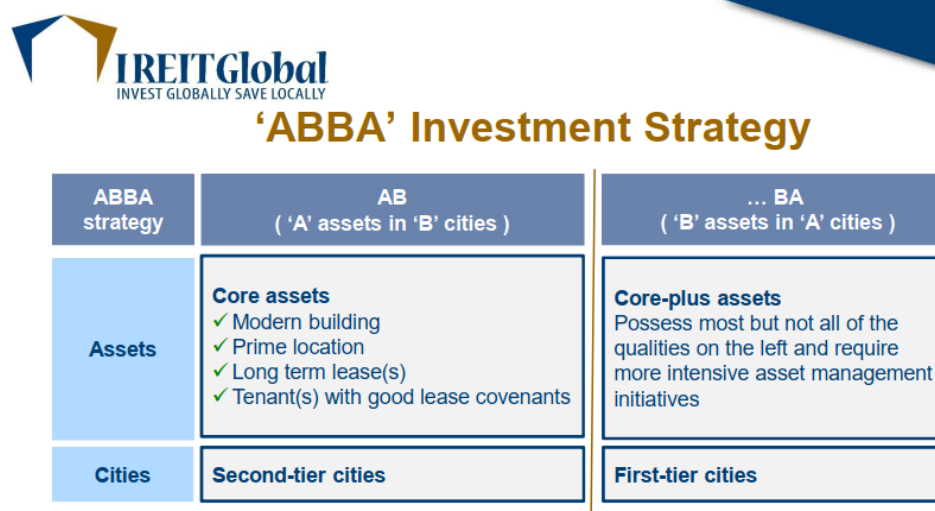 IREITGlobal
INVEST GLOBALLY SAVE LOCALLY
‘ABBA’ Investment Strategy
ABBA
strategy
AB
( ‘A’ assets in ‘B’ cities )
... BA
( ‘B’ assets in ‘A’ cities )
Assets
Core assets
✓ Modern building
✓ Prime location
✓ Long term lease(s)
✓ Tenant(s) with good lease covenants
Core-plus assets
Possess most but not all of the
qualities on the left and require
more intensive asset management
initiatives
Cities
Second-tier cities
First-tier cities